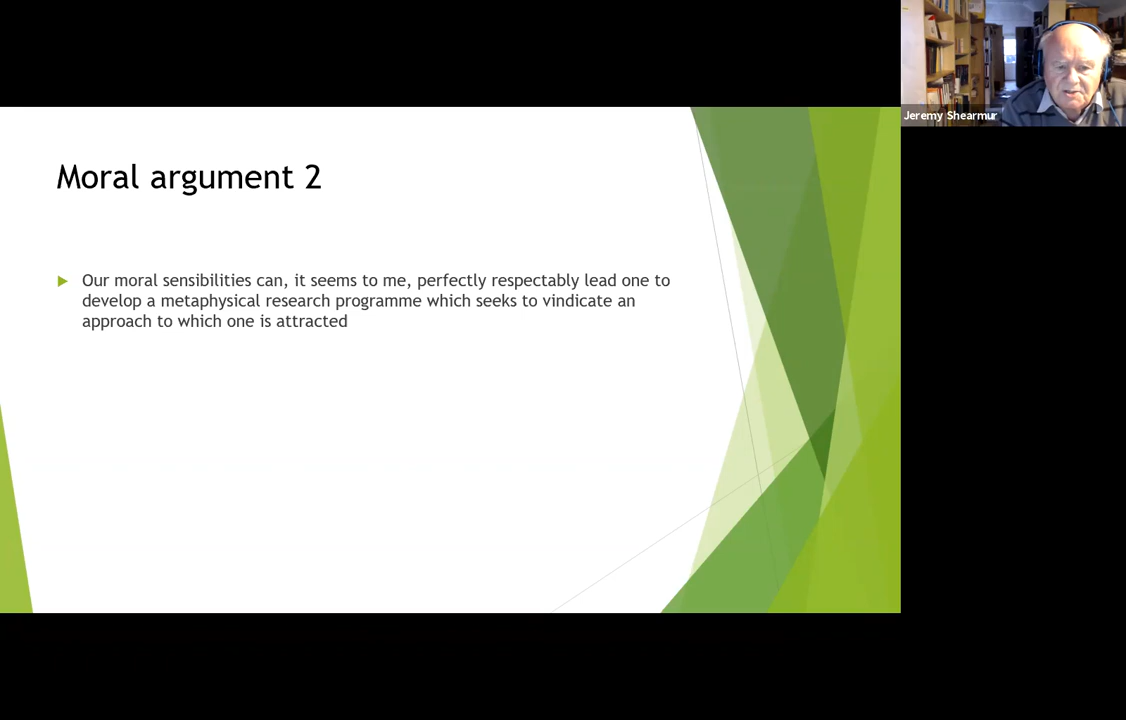 Jeremy Shearmur
Moral argument 2
Our moral sensibilities can, it seems to me, perfectly respectably lead one to
develop a metaphysical research programme which seeks to vindicate an
approach to which one is attracted